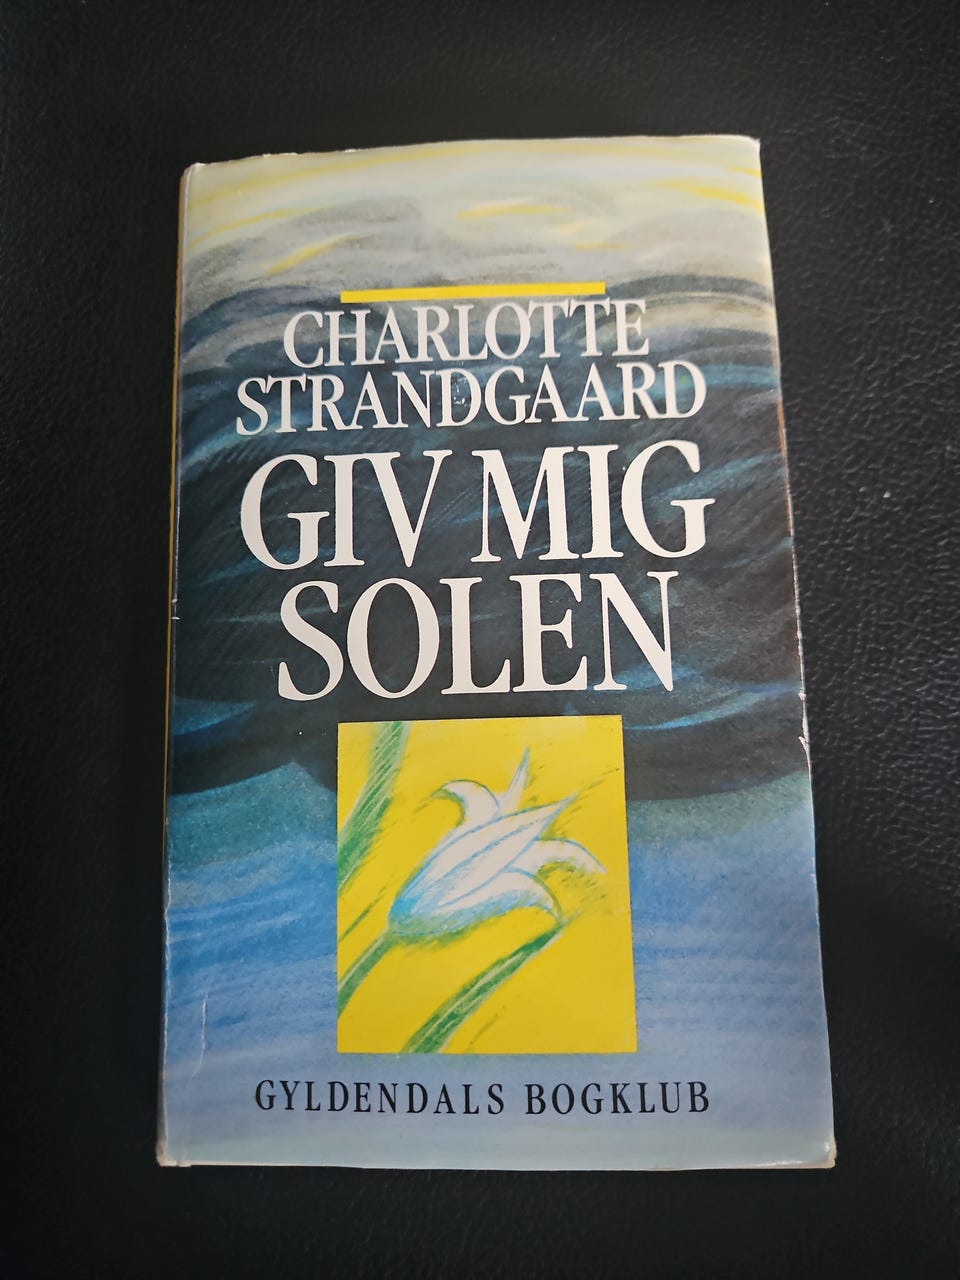 CHARLOTTE
STRANDGAARD
GIV MIG
SOLEN
GYLDENDALS BOGKLUB